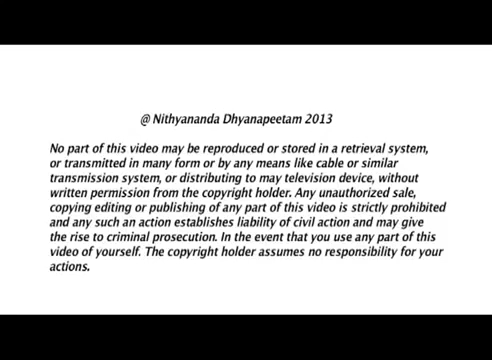 @ Nithyananda Dhyanapeetam 2013
No part of this video may be reproduced or stored in a retrieval system,
or transmitted in many form or by any means like cable or similar
transmission system, or distributing to may television device, without
written permission from the copyright holder. Any unauthorized sale,
copying editing or publishing of any part of this video is strictly prohibited
and any such an action establishes liability of civil action and may give
the rise to criminal prosecution. In the event that you use any part of this
video of yourself. The copyright holder assumes no responsibility for your
actions.